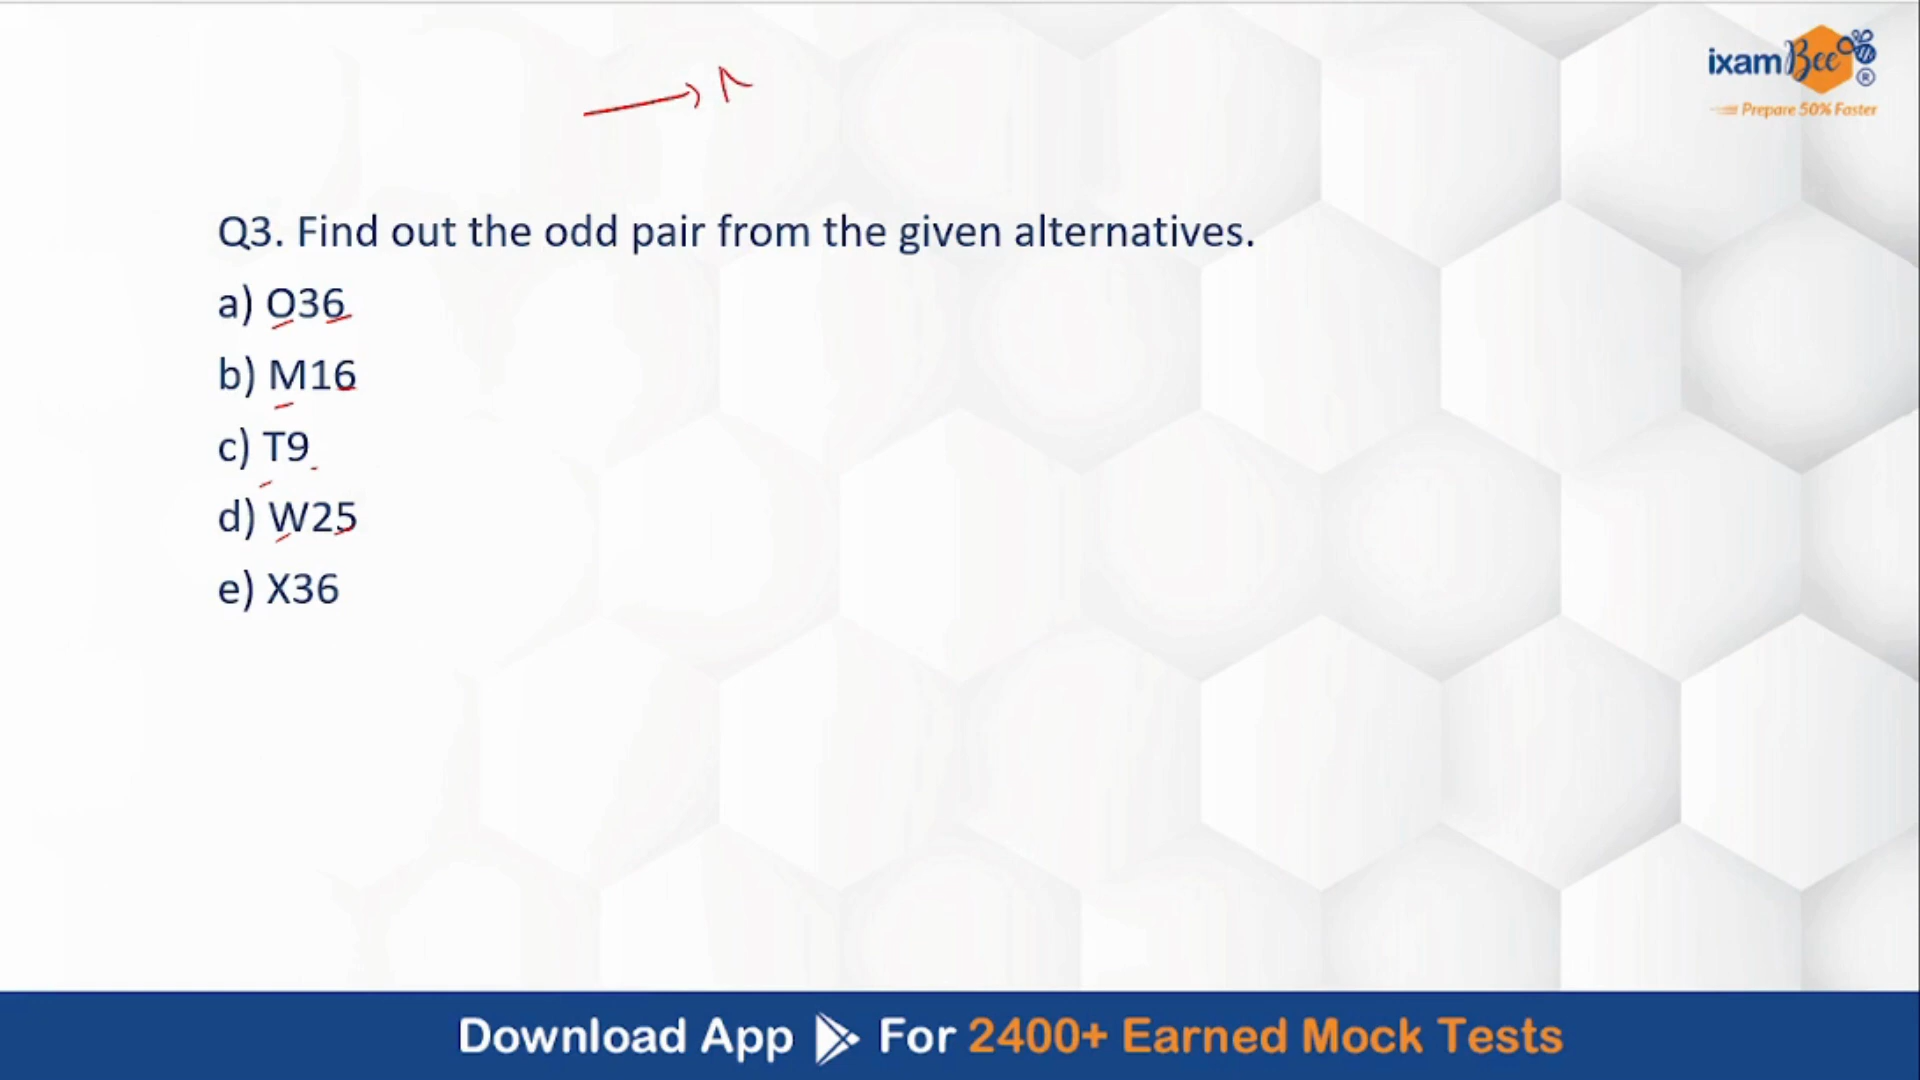 ixamBee®
Prepare 50% Faster
Q3. Find out the odd pair from the given alternatives.
a) O36
b) M16
c) T9
d) W25
e) X36
Download App For 2400+ Earned Mock Tests